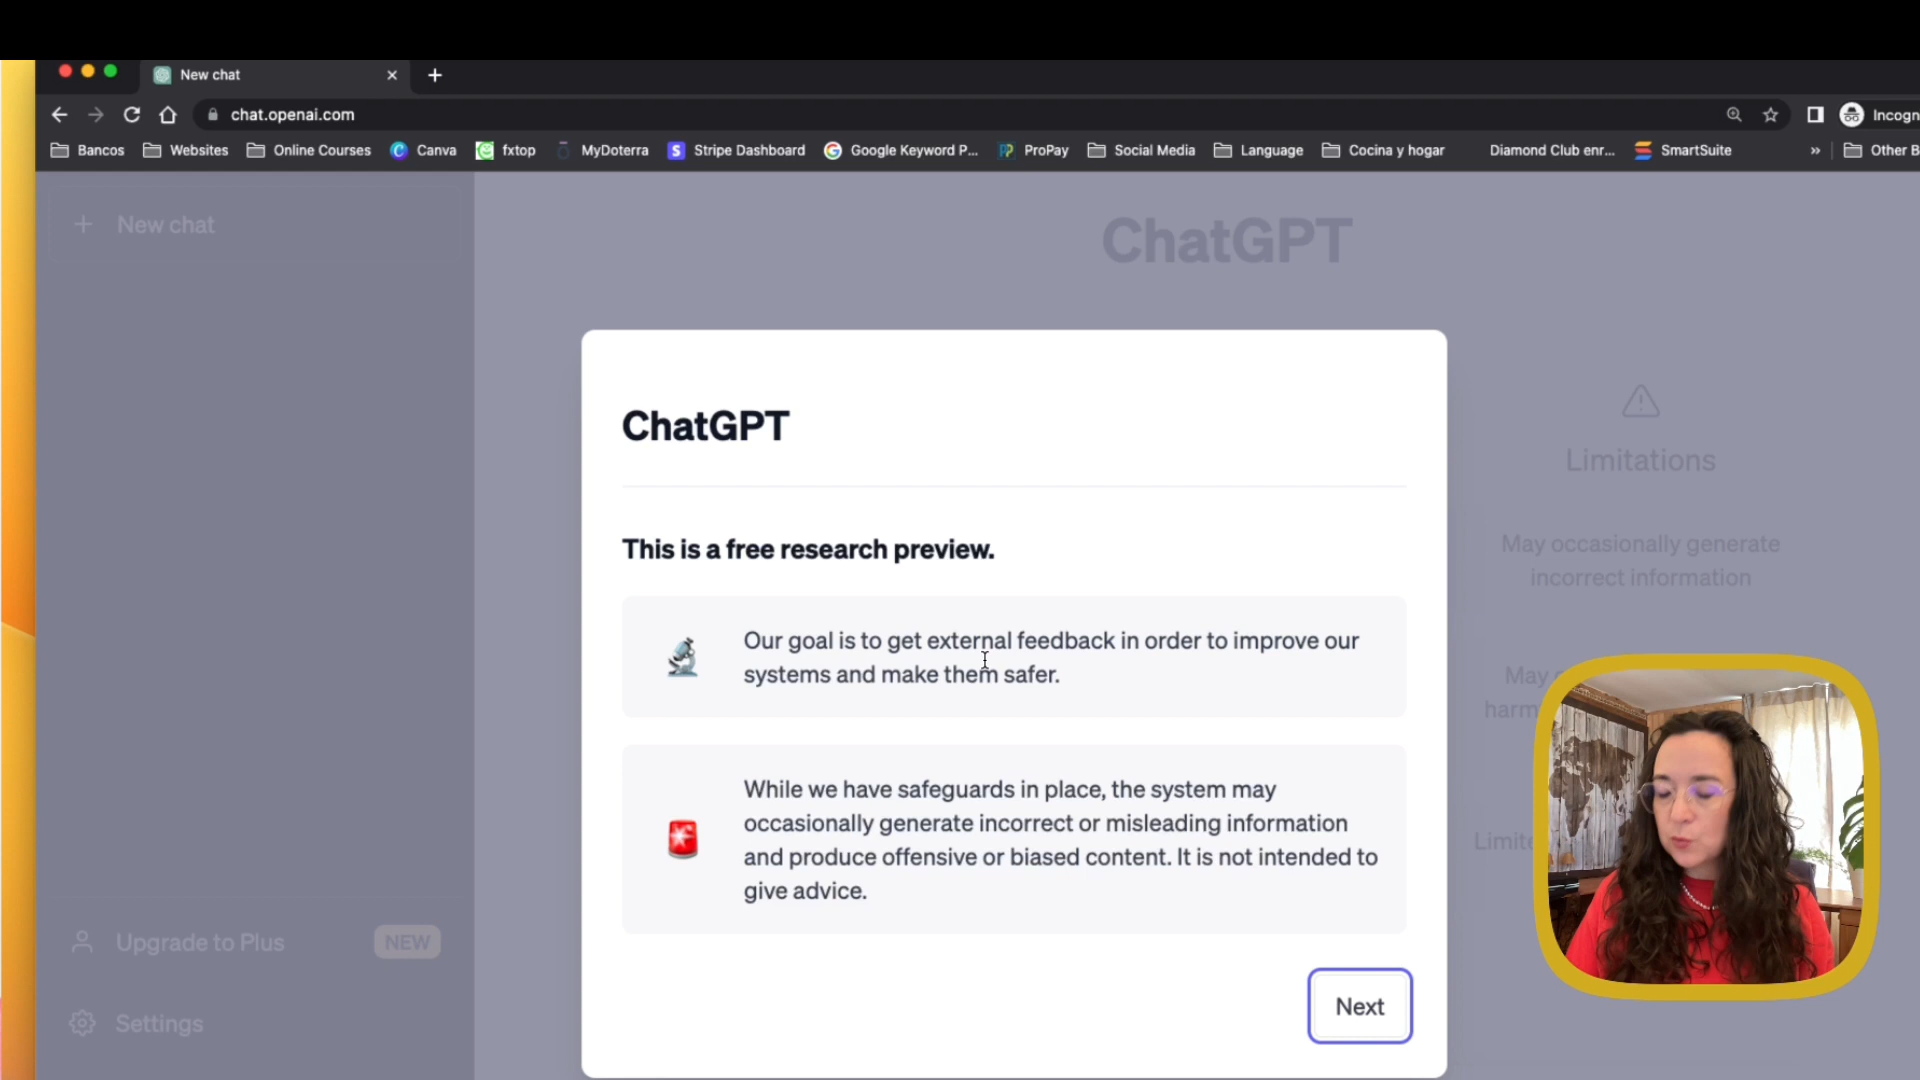 New chat
chat.openai.com
Incogn
Bancos
Websites
Online Courses
Canva
fxtop
MyDoterra
Stripe Dashboard
Google Keyword P...
ProPay
Social Media
Language
Cocina y hogar
Diamond Club enr...
SmartSuite
»
Other B
New chat
ChatGPT
ChatGPT
Limitations
This is a free research preview.
May occasionally generate
incorrect information
Our goal is to get external feedback in order to improve our
systems and make them safer.
May
harm
While we have safeguards in place, the system may
occasionally generate incorrect or misleading information
and produce offensive or biased content. It is not intended to
give advice.
Limite
Upgrade to Plus
NEW
Next
Settings